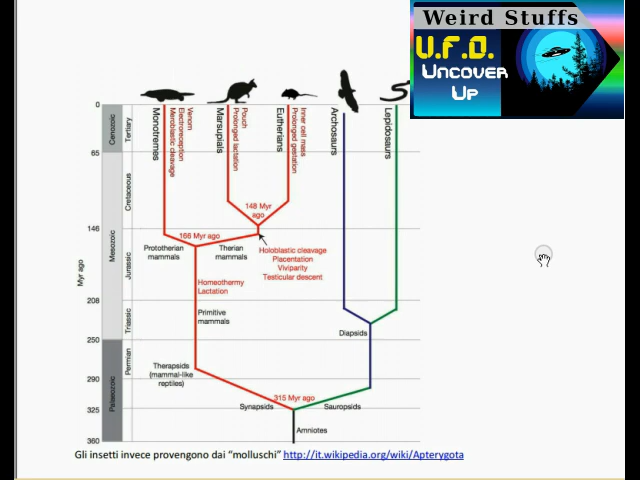 Weird Stuffs
U.F.O.
UNCOVER
UP
Monotremes
Venom
Electroreception
Meroblastic cleavage
Marsupials
Pouch
Prolonged lactation
Eutherians
Inner cell mass
Prolonged gestation
Archosaurs
Lepidosaurs
Myr ago
0
65
146
208
250
290
325
360
Cenozoic
Mesozoic
Palaeozoic
Tertiary
Cretaceous
Jurassic
Triassic
Permian
148 Myr
ago
166 Myr ago
Prototherian
mammals
Therian
mammals
Holoblastic cleavage
Placentation
Viviparity
Testicular descent
Homeothermy
Lactation
Primitive
mammals
Diapsids
Therapsids
(mammal-like
reptiles)
315 Myr ago
Synapsids
Sauropsids
Amniotes
Gli insetti invece provengono dai “molluschi” http://it.wikipedia.org/wiki/Apterygota